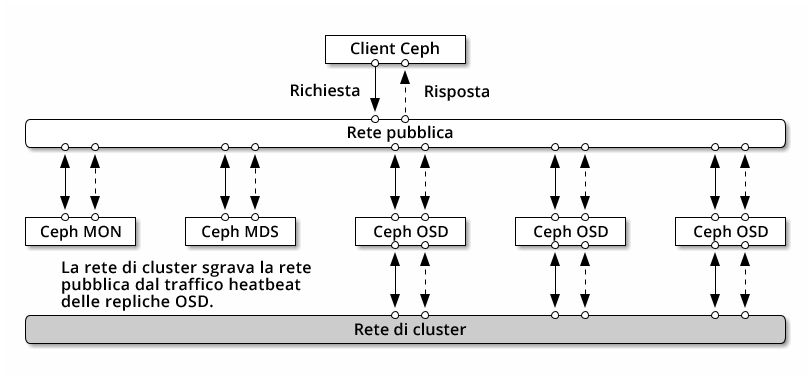 Client Ceph
Richiesta
Risposta
Rete pubblica
Ceph MON
Ceph MDS
Ceph OSD
Ceph OSD
Ceph OSD
La rete di cluster sgrava la rete
pubblica dal traffico heatbeat
delle repliche OSD.
Rete di cluster